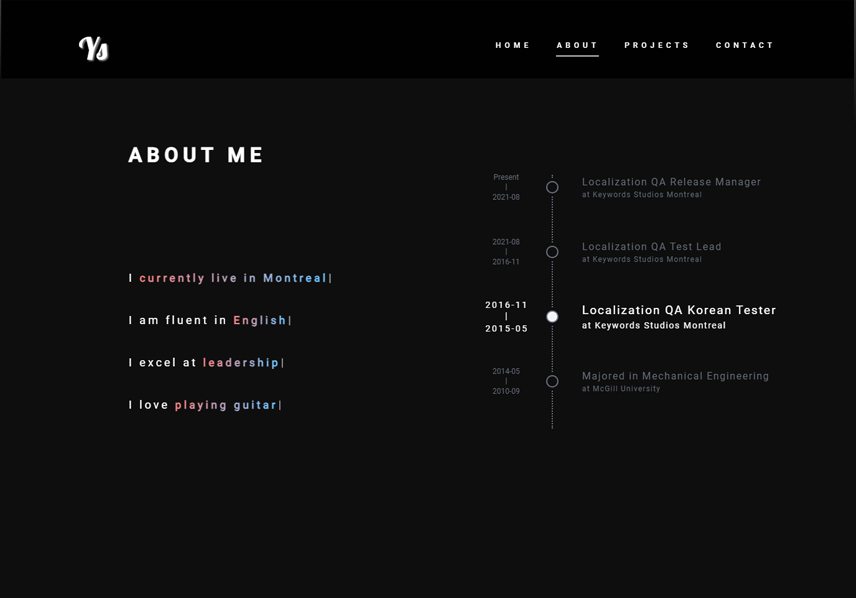 Ys
HOME ABOUT PROJECTS CONTACT
ABOUT ME
I currently live in Montreal|
I am fluent in English|
I excel at leadership|
I love playing guitar|
Present
|
2021-08
Localization QA Release Manager
at Keywords Studios Montreal
2021-08
|
2016-11
Localization QA Test Lead
at Keywords Studios Montreal
2016-11
|
2015-05
Localization QA Korean Tester
at Keywords Studios Montreal
2014-05
|
2010-09
Majored in Mechanical Engineering
at McGill University